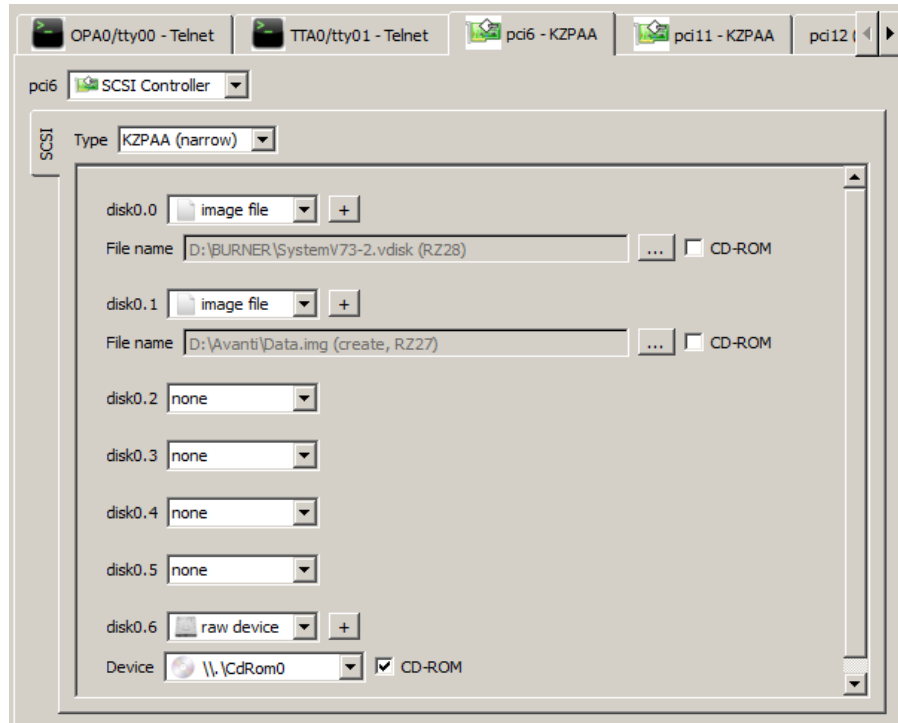 OPA0/tty00 - Telnet TTA0/tty01 - Telnet pci6 - KZPAA pci11 - KZPAA pci12 (
pci6 SCSI Controller
SCSI
Type KZPAA (narrow)
disk0.0 image file +
File name D:\BURNER\SystemV73-2.vdisk (RZ28) ... CD-ROM
disk0.1 image file +
File name D:\Avanti\Data.img (create, RZ27) ... CD-ROM
disk0.2 none
disk0.3 none
disk0.4 none
disk0.5 none
disk0.6 raw device +
Device \\.\CdRom0 CD-ROM